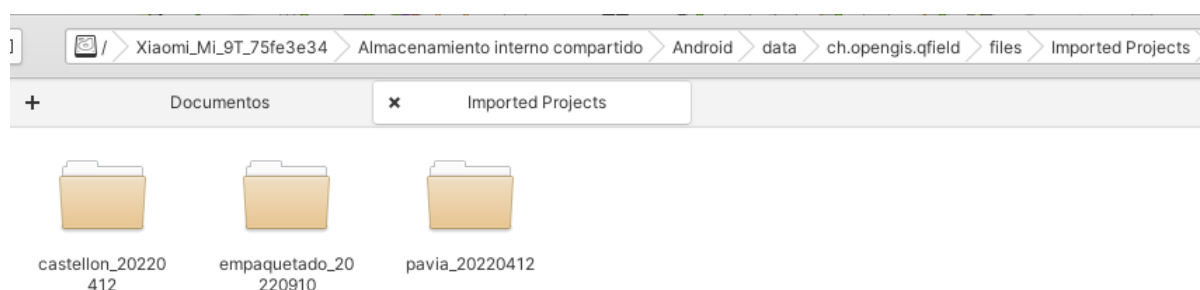 / Xiaomi_Mi_9T_75fe3e34 Almacenamiento interno compartido Android data ch.opengis.qfield files Imported Projects
+ Documentos × Imported Projects
castellon_20220
412
empaquetado_20
220910
pavia_20220412